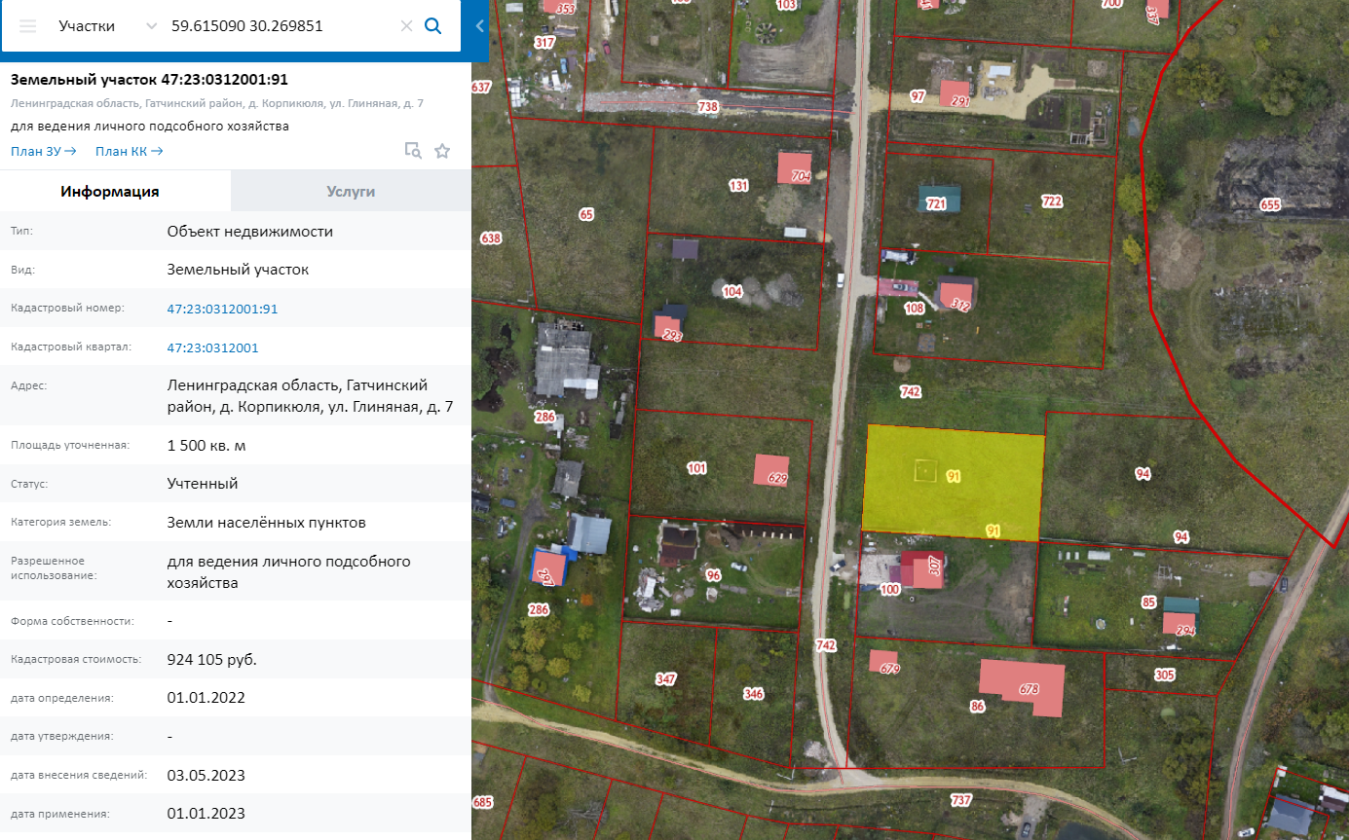 Участки
59.615090 30.269851
Земельный участок 47:23:0312001:91
Ленинградская область, Гатчинский район, д. Корпикюля, ул. Глиняная, д. 7
для ведения личного подсобного хозяйства
План ЗУ →
План КК →
Информация
Услуги
Тип:
Объект недвижимости
Вид:
Земельный участок
Кадастровый номер:
47:23:0312001:91
Кадастровый квартал:
47:23:0312001
Адрес:
Ленинградская область, Гатчинский
район, д. Корпикюля, ул. Глиняная, д. 7
Площадь уточненная:
1 500 кв. м
Статус:
Учтенный
Категория земель:
Земли населённых пунктов
Разрешенное
использование:
для ведения личного подсобного
хозяйства
Форма собственности:
-
Кадастровая стоимость:
924 105 руб.
дата определения:
01.01.2022
дата утверждения:
-
дата внесения сведений:
03.05.2023
дата применения:
01.01.2023
353
103
700
337
317
637
738
97
291
131
704
721
722
655
65
638
104
293
108
312
286
742
101
629
91
94
91
94
96
100
703
297
286
85
294
742
347
346
679
678
86
305
685
737